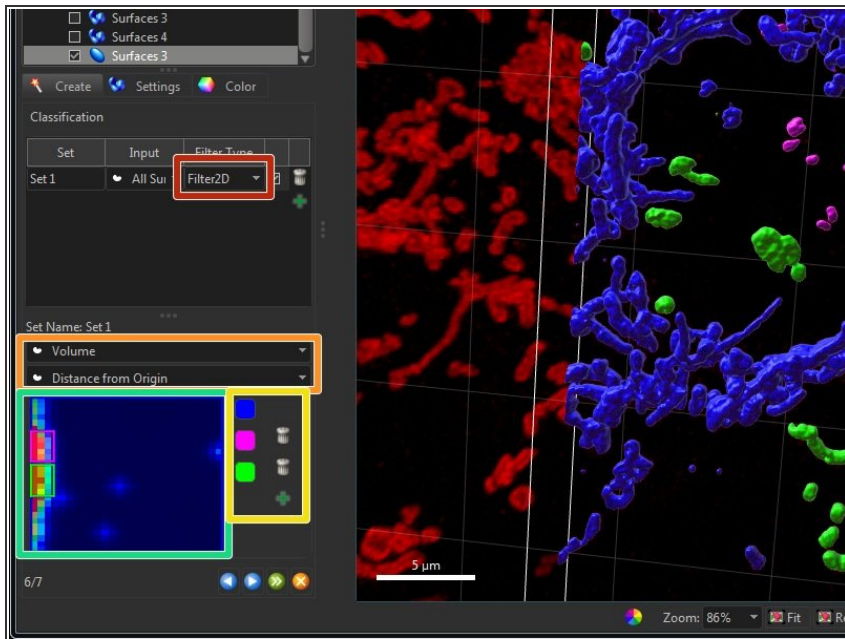 Surfaces 3
Surfaces 4
Surfaces 3
Create Settings Color
Classification
Set Input Filter Type
Set 1 All Sur Filter2D
Set Name: Set 1
Volume
Distance from Origin
6/7
5 μm
Zoom: 86% Fit